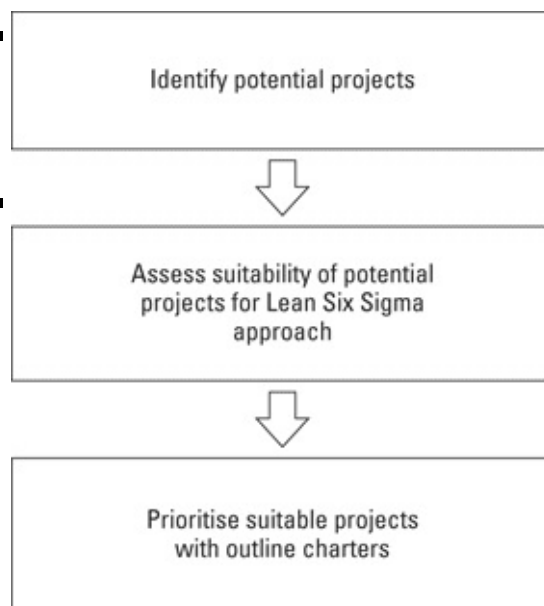 Identify potential projects
Assess suitability of potential
projects for Lean Six Sigma
approach
Prioritise suitable projects
with outline charters